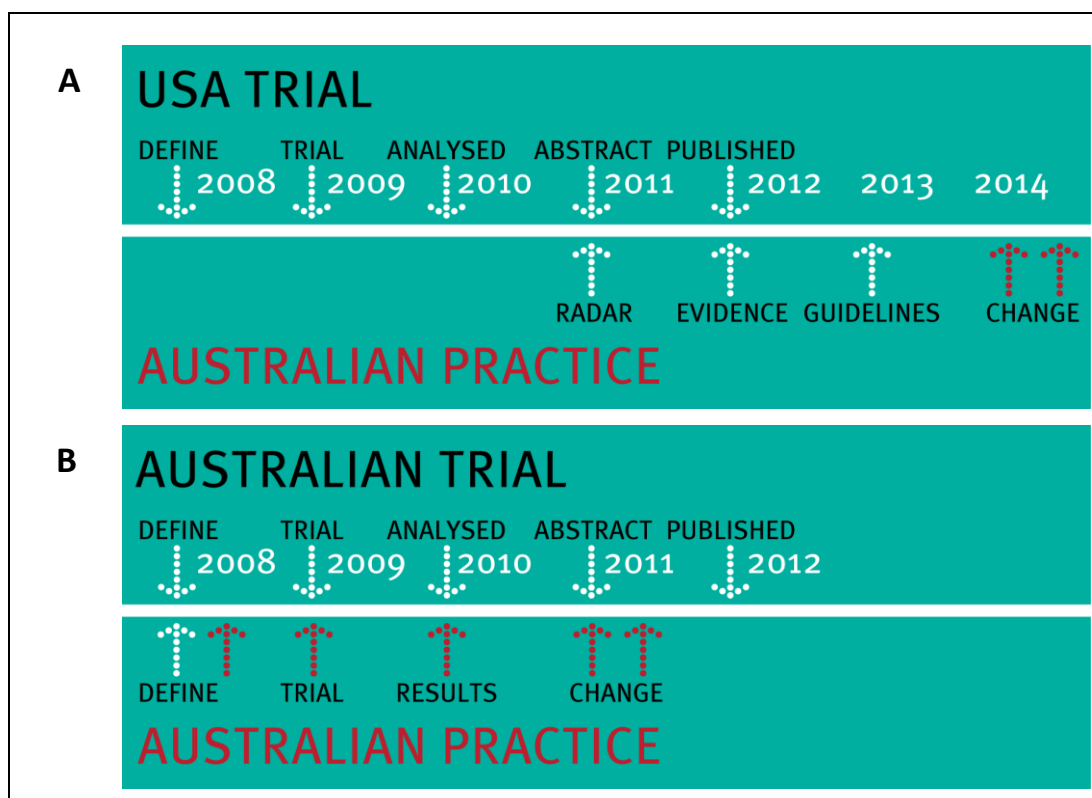 A
USA TRIAL
DEFINE TRIAL ANALYSED ABSTRACT PUBLISHED
2008 2009 2010 2011 2012 2013 2014
RADAR EVIDENCE GUIDELINES CHANGE
AUSTRALIAN PRACTICE
B
AUSTRALIAN TRIAL
DEFINE TRIAL ANALYSED ABSTRACT PUBLISHED
2008 2009 2010 2011 2012
DEFINE TRIAL RESULTS CHANGE
AUSTRALIAN PRACTICE